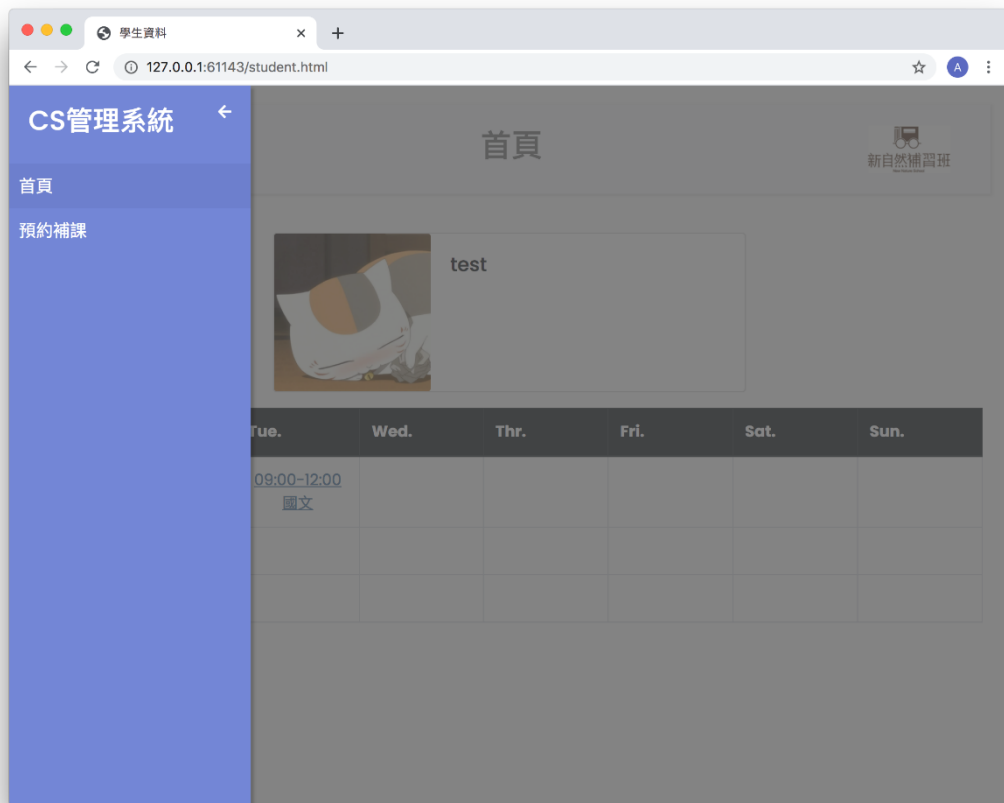 學生資料
127.0.0.1:61143/student.html
A
CS管理系統
首頁
預約補課
首頁
新自然補習班
test
Tue. Wed. Thr. Fri. Sat. Sun.
09:00-12:00
國文